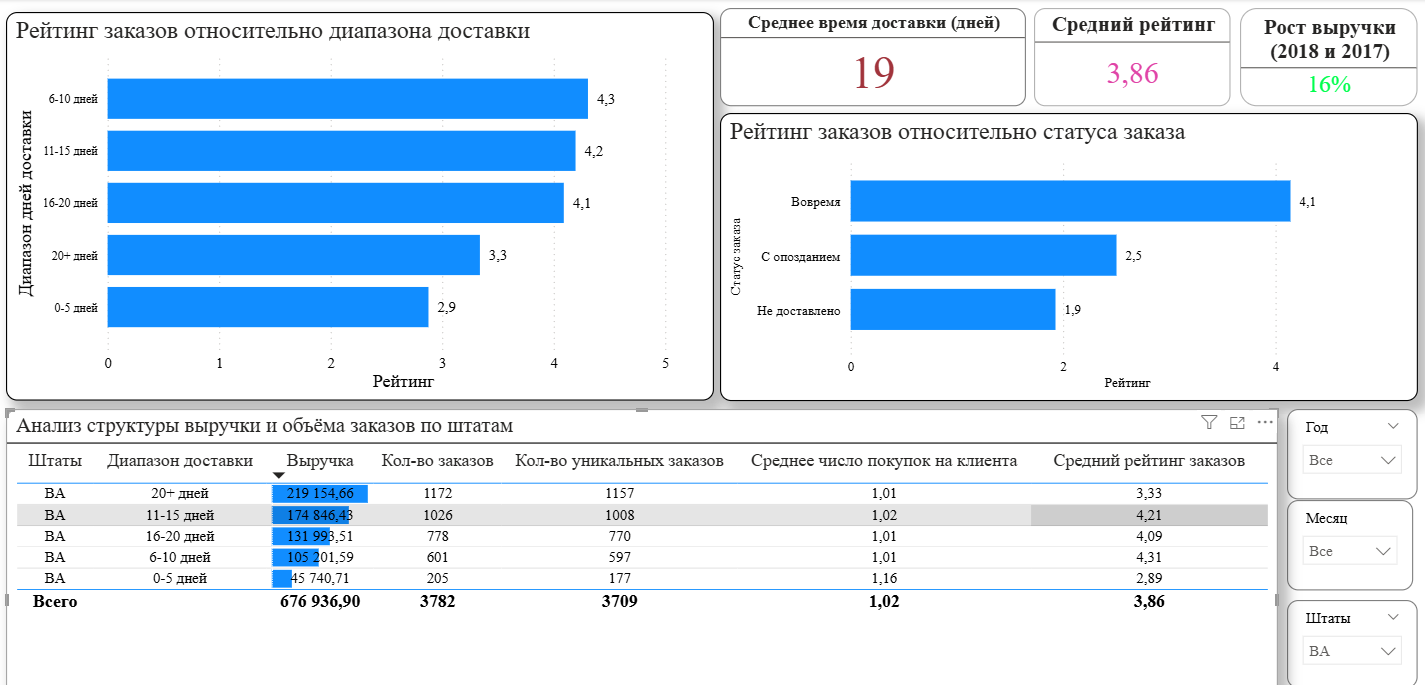 Рейтинг заказов относительно диапазона доставки
Диапазон дней доставки
6-10 дней 4,3
11-15 дней 4,2
16-20 дней 4,1
20+ дней 3,3
0-5 дней 2,9
0 1 2 3 4 5
Рейтинг
Среднее время доставки (дней)
19
Средний рейтинг
3,86
Рост выручки
(2018 и 2017)
16%
Рейтинг заказов относительно статуса заказа
Статус заказа
Вовремя 4,1
С опозданием 2,5
Не доставлено 1,9
0 2 4
Рейтинг
Анализ структуры выручки и объёма заказов по штатам
Штаты Диапазон доставки Выручка Кол-во заказов Кол-во уникальных заказов Среднее число покупок на клиента Средний рейтинг заказов
BA 20+ дней 219 154,66 1172 1157 1,01 3,33
BA 11-15 дней 174 846,43 1026 1008 1,02 4,21
BA 16-20 дней 131 993,51 778 770 1,01 4,09
BA 6-10 дней 105 201,59 601 597 1,01 4,31
BA 0-5 дней 45 740,71 205 177 1,16 2,89
Всего 676 936,90 3782 3709 1,02 3,86
Год
Все
Месяц
Все
Штаты
BA